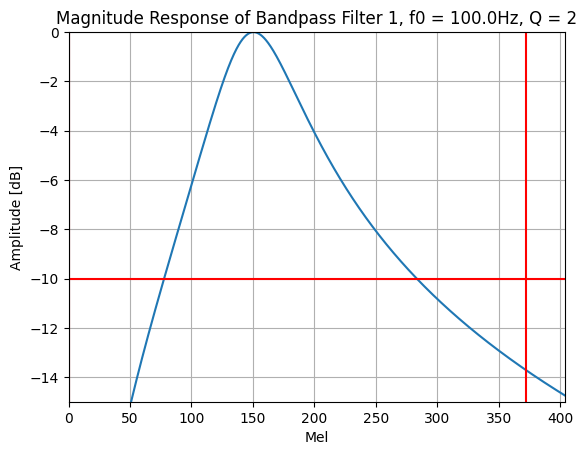 Magnitude Response of Bandpass Filter 1, f0 = 100.0Hz, Q = 2
0
−2
−4
−6
−8
−10
−12
−14
Amplitude [dB]
0 50 100 150 200 250 300 350 400
Mel